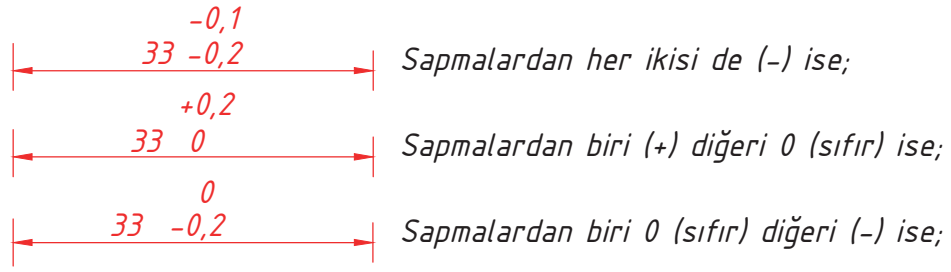 -0,1
33 -0,2
Sapmalardan her ikisi de (-) ise;
+0,2
33 0
Sapmalardan biri (+) diğeri 0 (sıfır) ise;
0
33 -0,2
Sapmalardan biri 0 (sıfır) diğeri (-) ise;